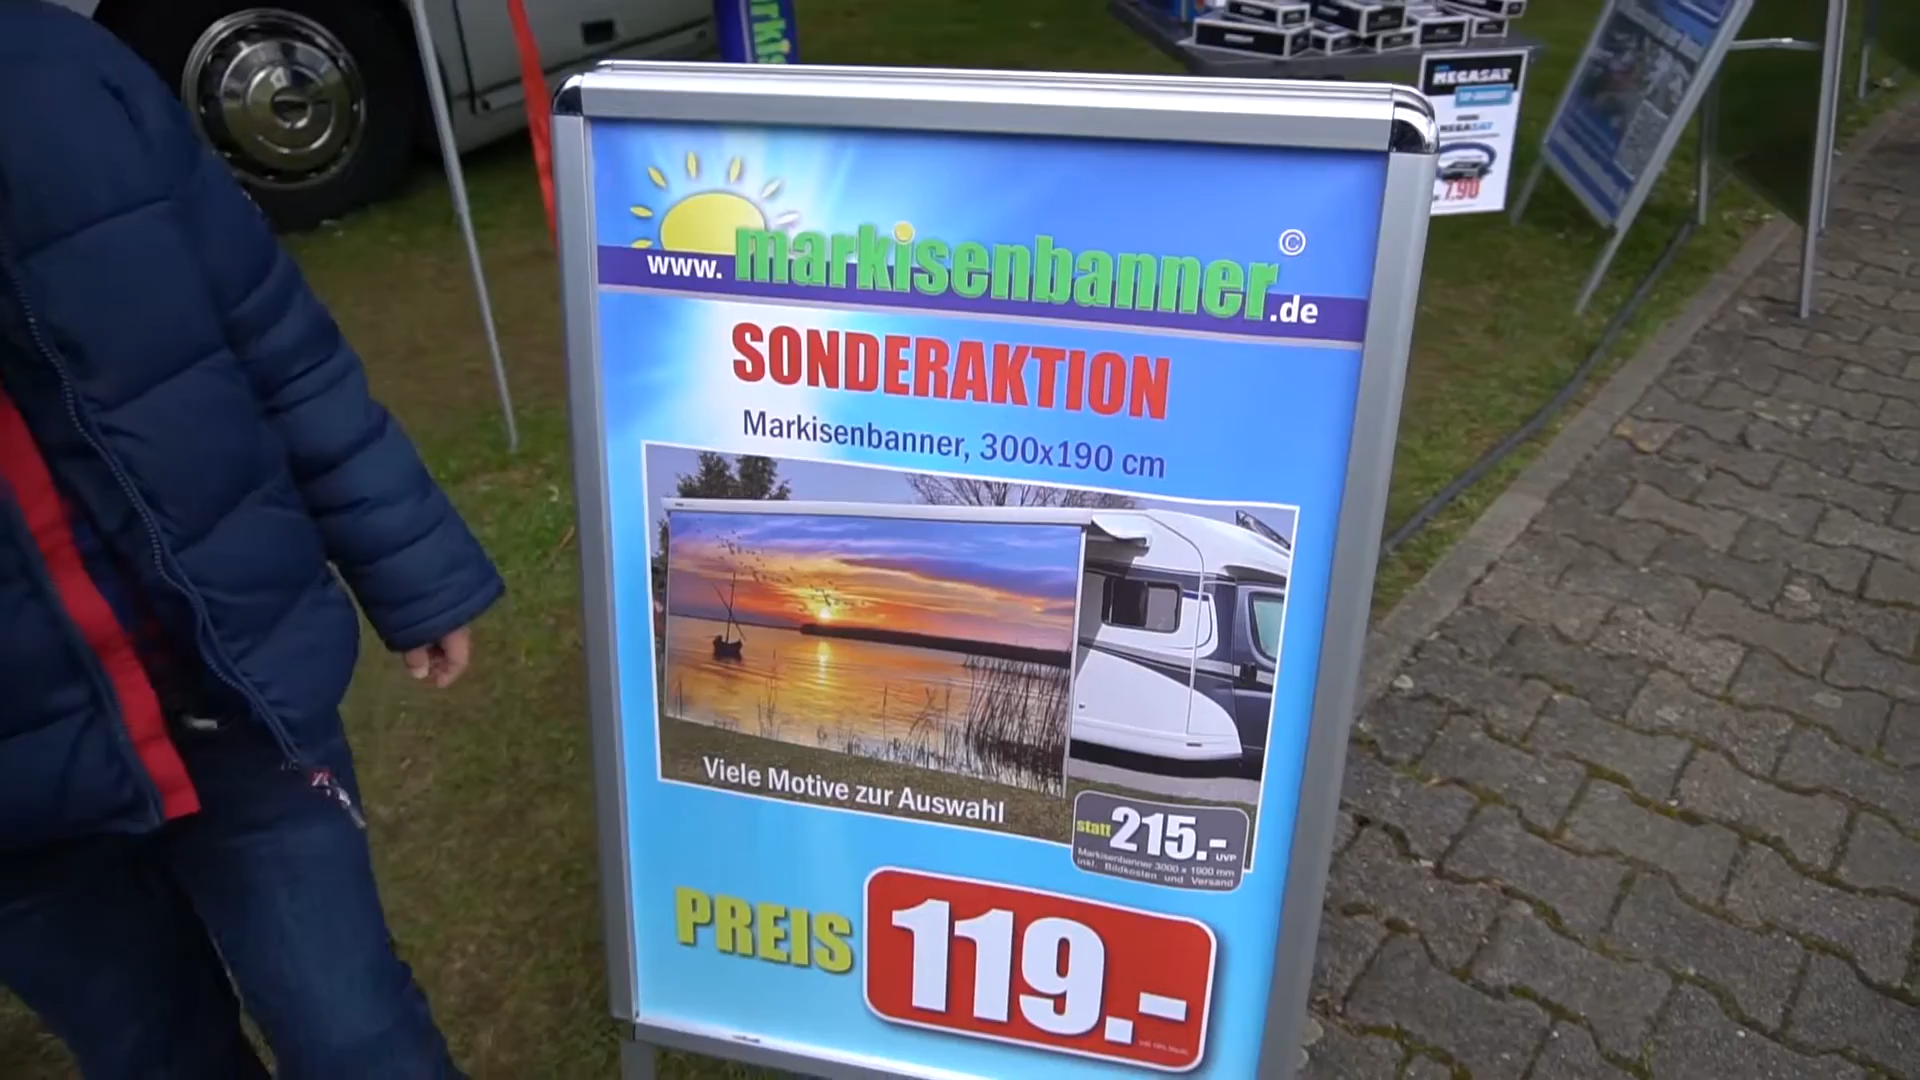 www.markisenbanner.de
©
SONDERAKTION
Markisenbanner, 300x190 cm
Viele Motive zur Auswahl
statt 215.- UVP
Markisenbanner 3000 x 1900 mm
inkl. Bildkosten und Versand
PREIS 119.-
MEGASAT
MEGASAT
7.90